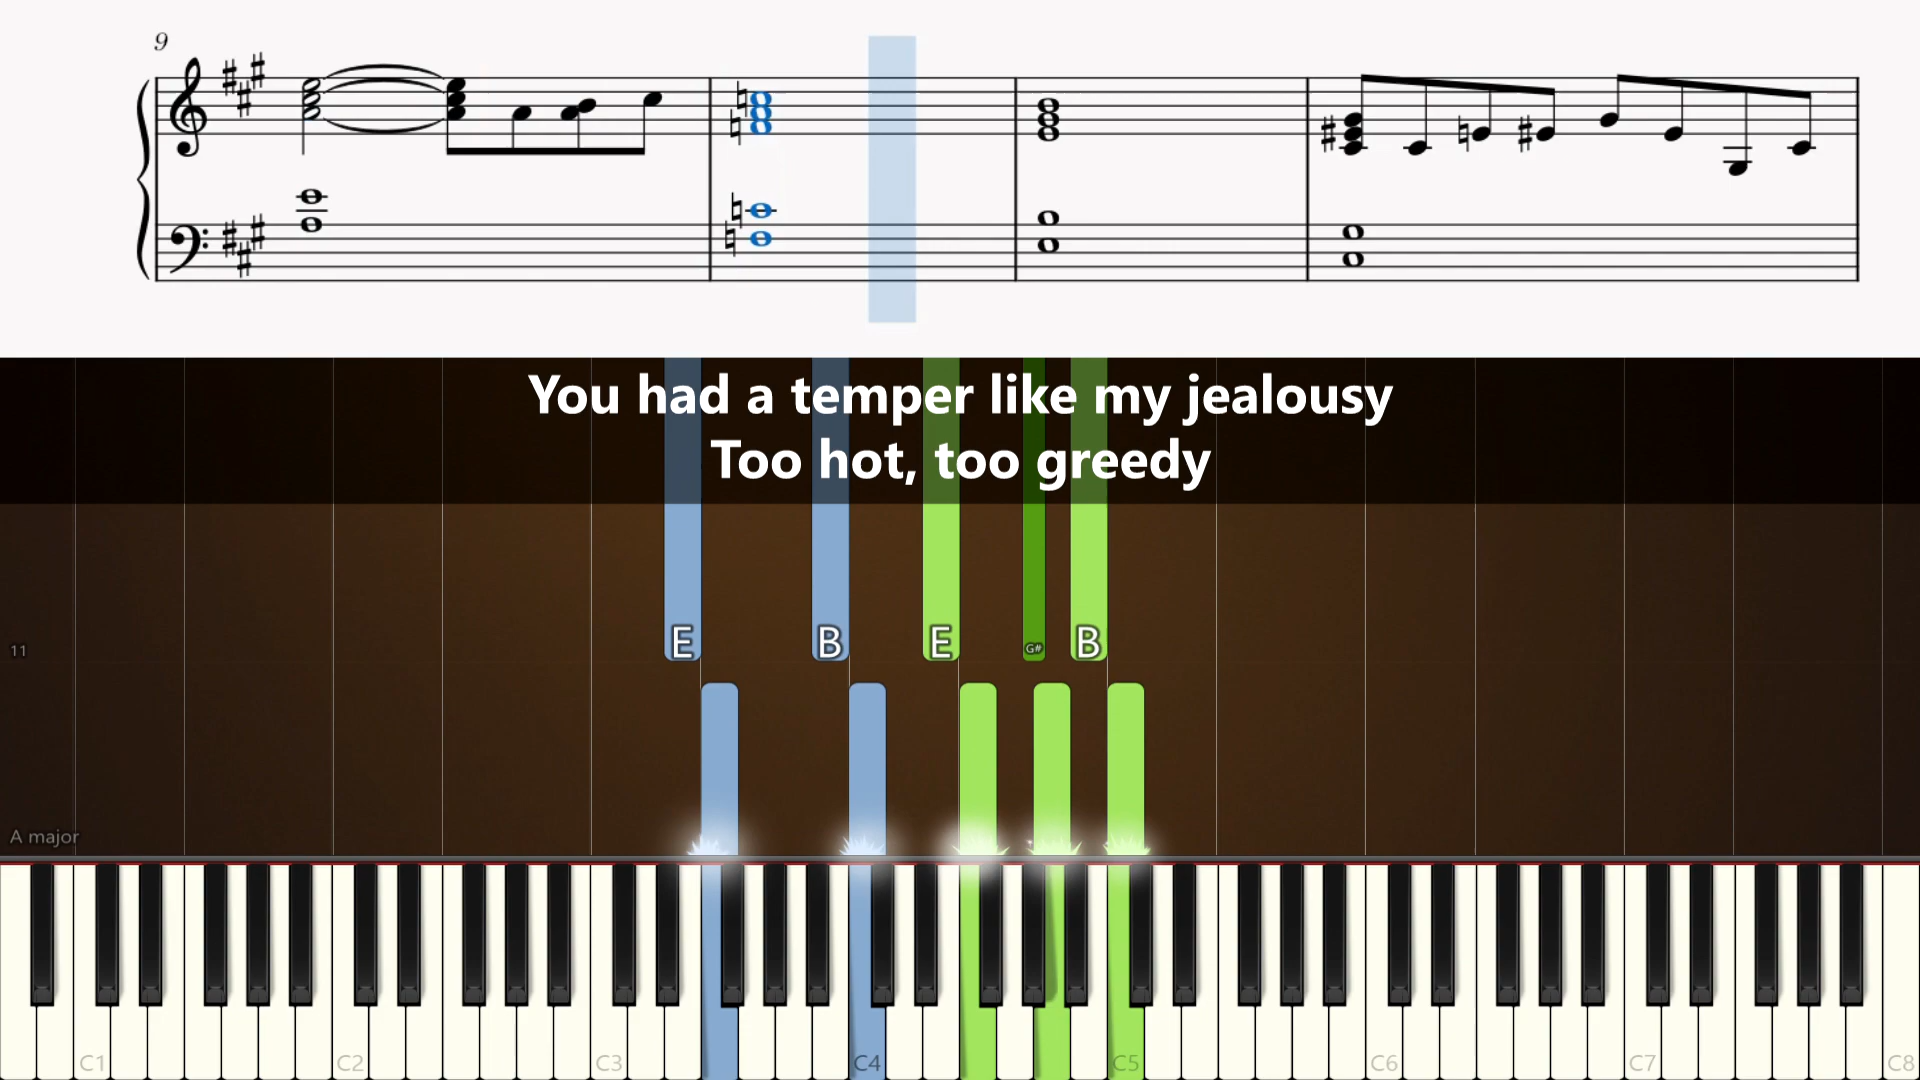 9
You had a temper like my jealousy
Too hot, too greedy
E B E G# B
11
A major
C1 C2 C3 C4 C5 C6 C7 C8